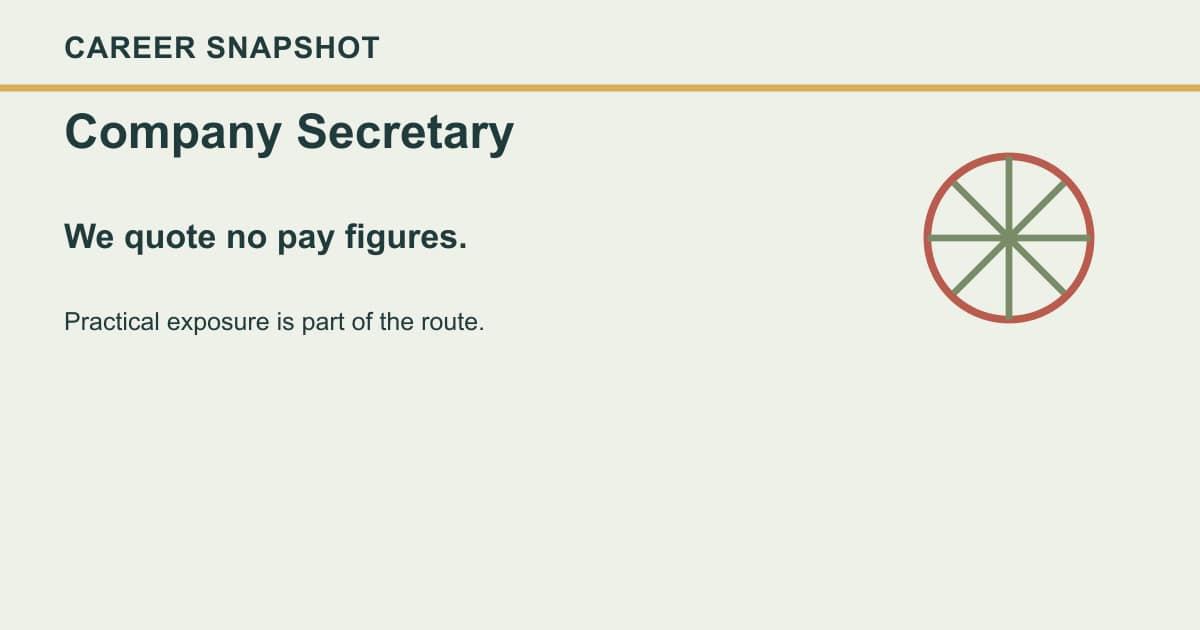 CAREER SNAPSHOT
Company Secretary
We quote no pay figures.
Practical exposure is part of the route.